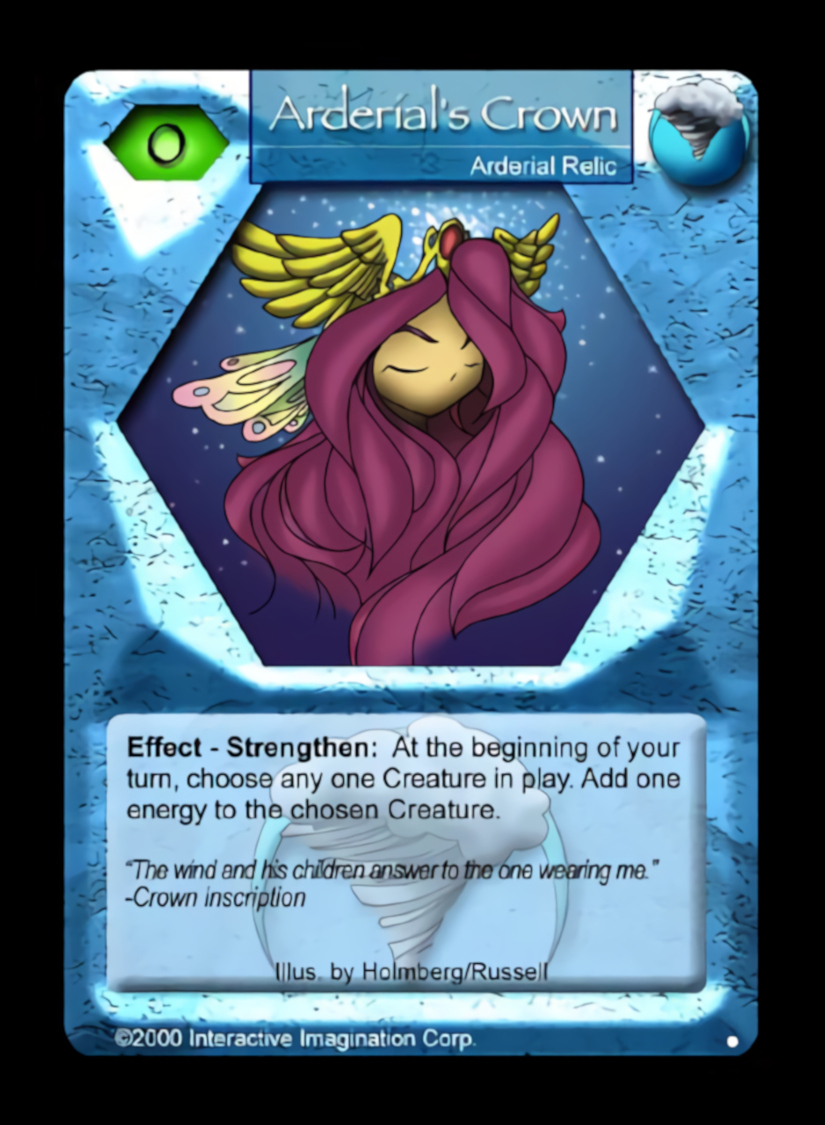 0
Arderial's Crown
Arderial Relic
Effect - Strengthen: At the beginning of your
turn, choose any one Creature in play. Add one
energy to the chosen Creature.
"The wind and his children answer to the one wearing me."
-Crown inscription
Illus. by Holmberg/Russell
©2000 Interactive Imagination Corp.